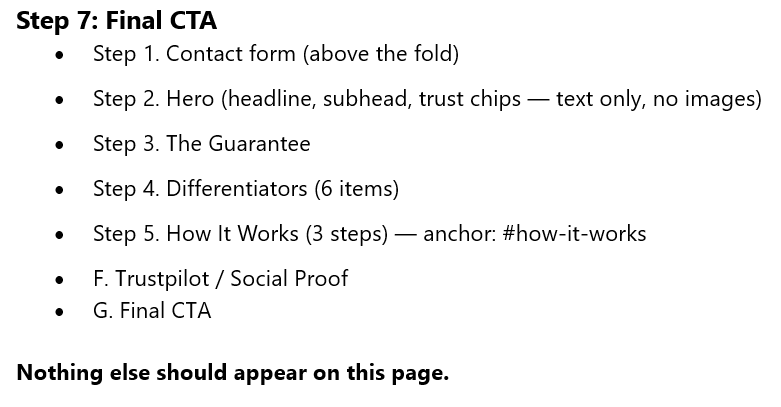 Step 7: Final CTA
• Step 1. Contact form (above the fold)
• Step 2. Hero (headline, subhead, trust chips — text only, no images)
• Step 3. The Guarantee
• Step 4. Differentiators (6 items)
• Step 5. How It Works (3 steps) — anchor: #how-it-works
• F. Trustpilot / Social Proof
• G. Final CTA
Nothing else should appear on this page.